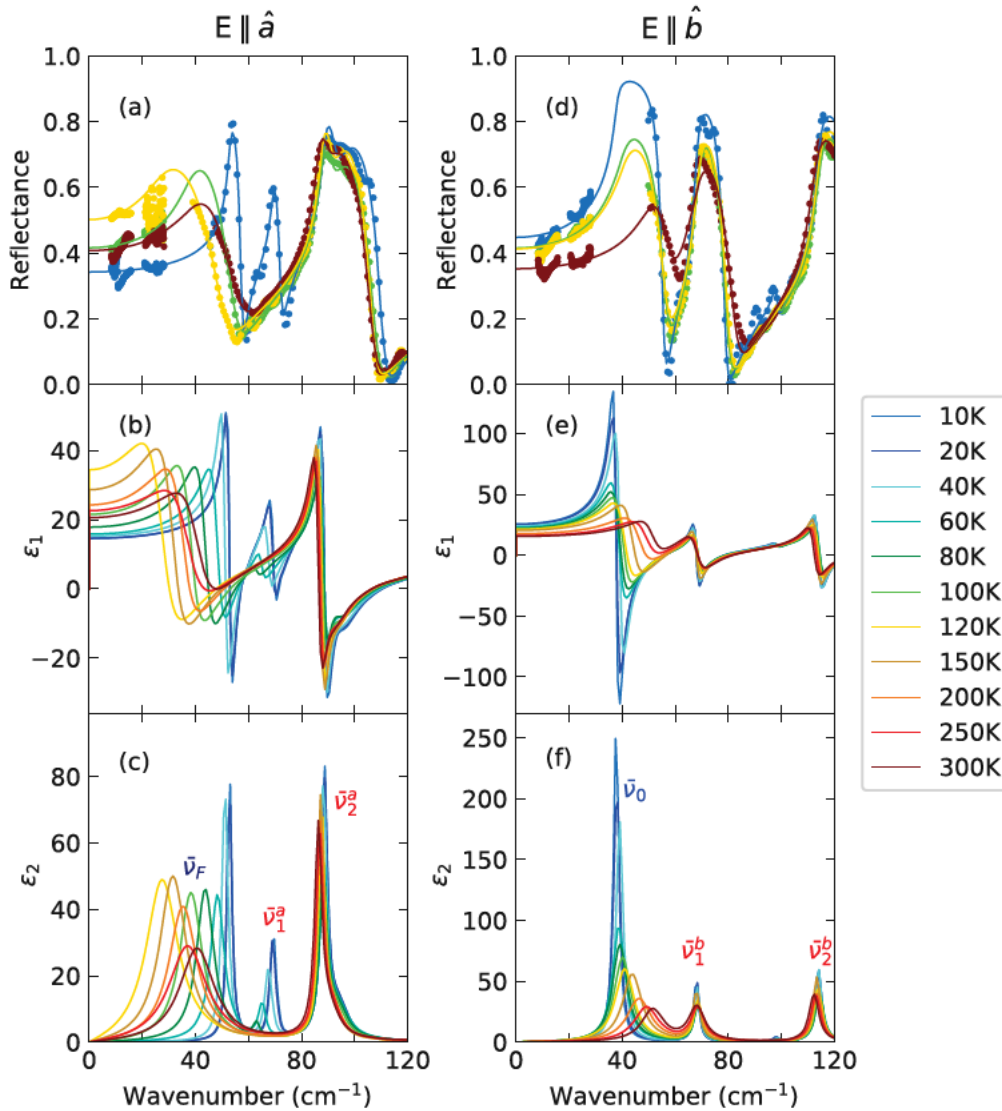 E ∥ â
E ∥ b̂
(a)
Reflectance
1.0
0.8
0.6
0.4
0.2
0.0
(d)
Reflectance
1.0
0.8
0.6
0.4
0.2
0.0
(b)
ε₁
40
20
0
−20
(e)
ε₁
100
50
0
−50
−100
10K
20K
40K
60K
80K
100K
120K
150K
200K
250K
300K
(c)
ε₂
80
60
40
20
0
ν̄_F
ν̄₁ᵃ
ν̄₂ᵃ
0 40 80 120
Wavenumber (cm⁻¹)
(f)
ε₂
250
200
150
100
50
0
ν̄₀
ν̄₁ᵇ
ν̄₂ᵇ
0 40 80 120
Wavenumber (cm⁻¹)